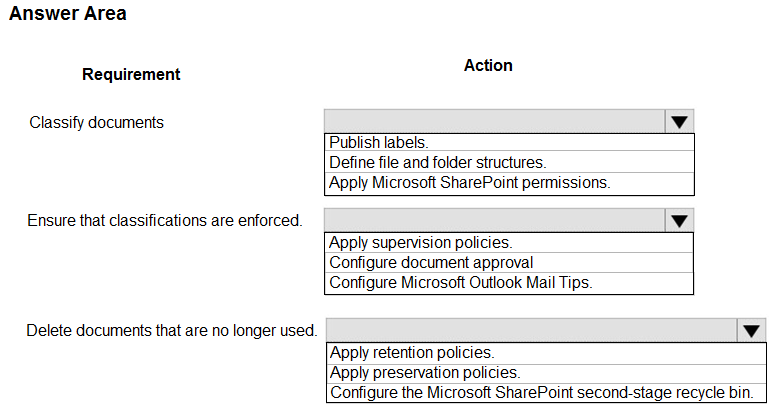 Answer Area
Requirement
Action
Classify documents
Publish labels.
Define file and folder structures.
Apply Microsoft SharePoint permissions.
Ensure that classifications are enforced.
Apply supervision policies.
Configure document approval
Configure Microsoft Outlook Mail Tips.
Delete documents that are no longer used.
Apply retention policies.
Apply preservation policies.
Configure the Microsoft SharePoint second-stage recycle bin.